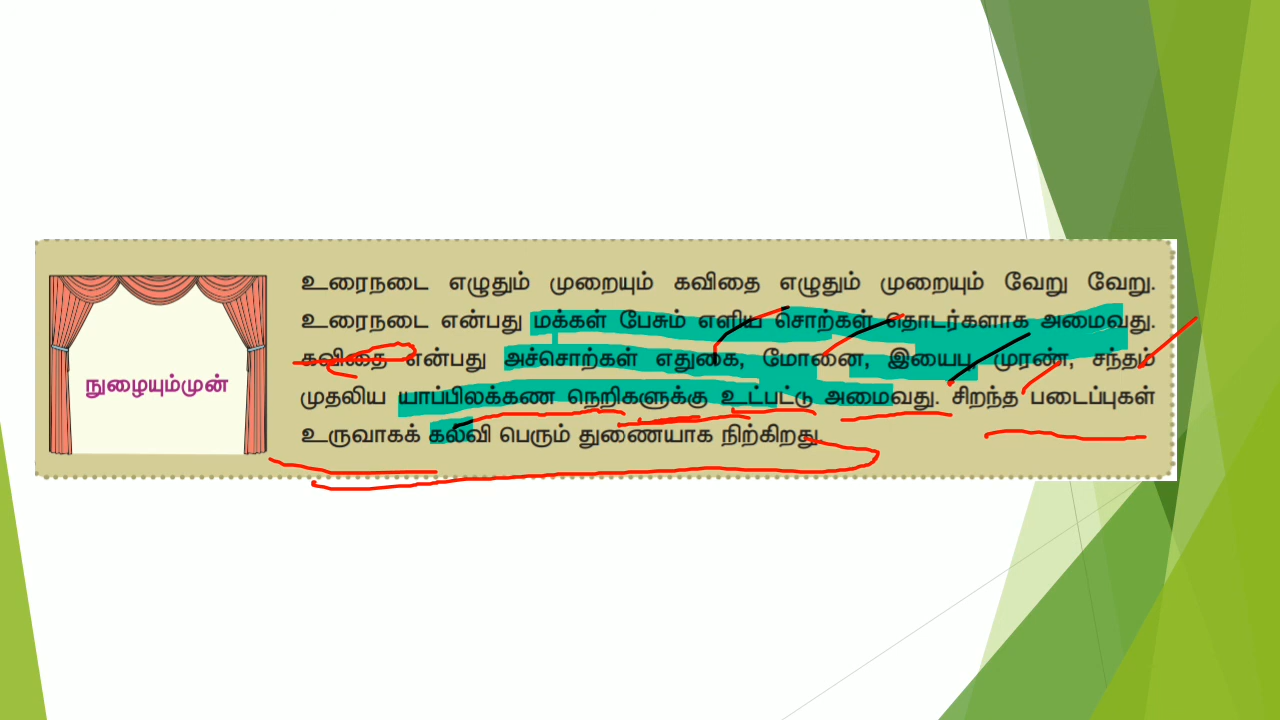 நுழையும்முன்
உரைநடை எழுதும் முறையும் கவிதை எழுதும் முறையும் வேறு வேறு.
உரைநடை என்பது மக்கள் பேசும் எளிய சொற்கள் தொடர்களாக அமைவது.
கவிதை என்பது அச்சொற்கள் எதுகை, மோனை, இயைபு, முரண், சந்தம்
முதலிய யாப்பிலக்கண நெறிகளுக்கு உட்பட்டு அமைவது. சிறந்த படைப்புகள்
உருவாகக் கல்வி பெரும் துணையாக நிற்கிறது.